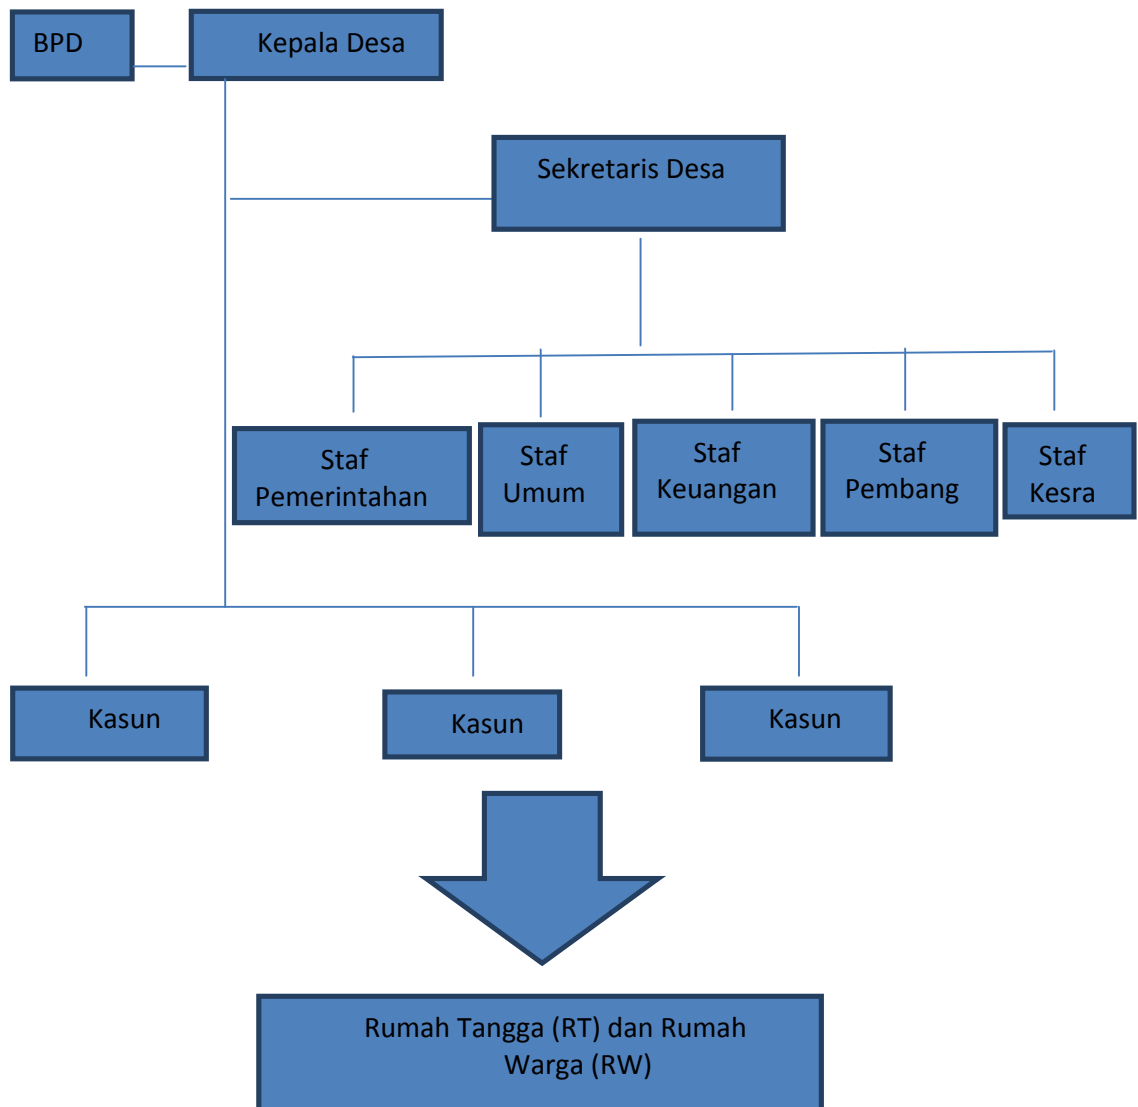 BPD
Kepala Desa
Sekretaris Desa
Staf
Pemerintahan
Staf
Umum
Staf
Keuangan
Staf
Pembang
Staf
Kesra
Kasun
Kasun
Kasun
Rumah Tangga (RT) dan Rumah
Warga (RW)